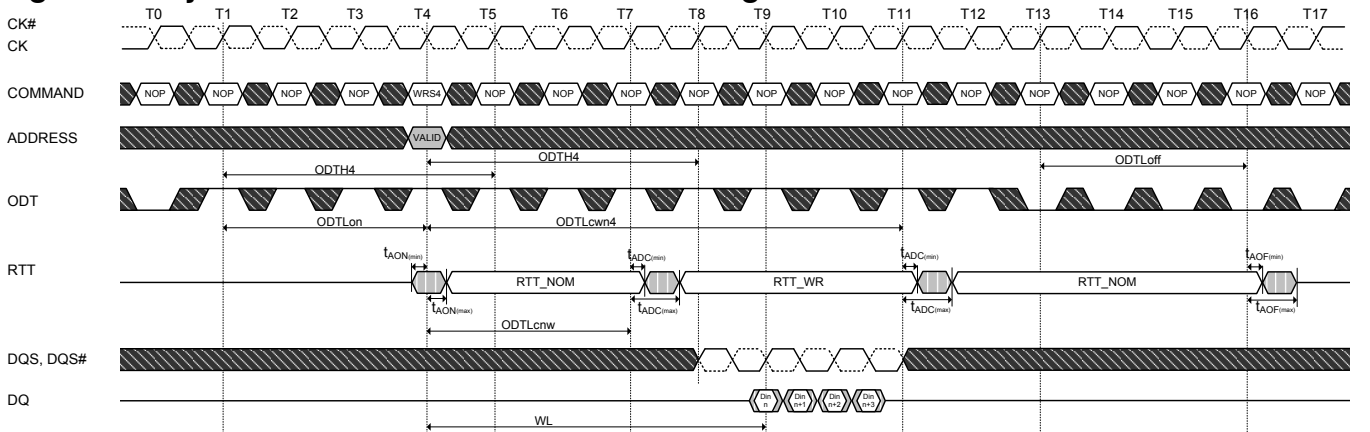 T0 T1 T2 T3 T4 T5 T6 T7 T8 T9 T10 T11 T12 T13 T14 T15 T16 T17
CK#
CK
COMMAND NOP NOP NOP NOP WRS4 NOP NOP NOP NOP NOP NOP NOP NOP NOP NOP NOP NOP NOP
ADDRESS VALID
ODTH4 ODTLoff
ODTH4
ODT
ODTLon ODTLcwn4
tAON(min) tADC(min) tADC(min) tAOF(min)
RTT RTT_NOM RTT_WR RTT_NOM
tAON(max) tADC(max) tADC(max) tAOF(max)
ODTLcnw
DQS, DQS#
DQ Din n Din n+1 Din n+2 Din n+3
WL